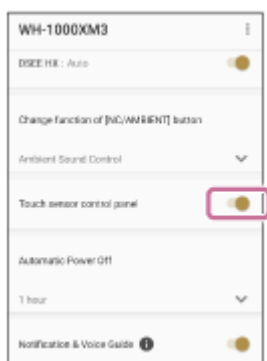 WH-1000XM3
DSEE HX : Auto
Change function of [NC/AMBIENT] button
Ambient Sound Control
Touch sensor control panel
Automatic Power Off
1 hour
Notification & Voice Guide